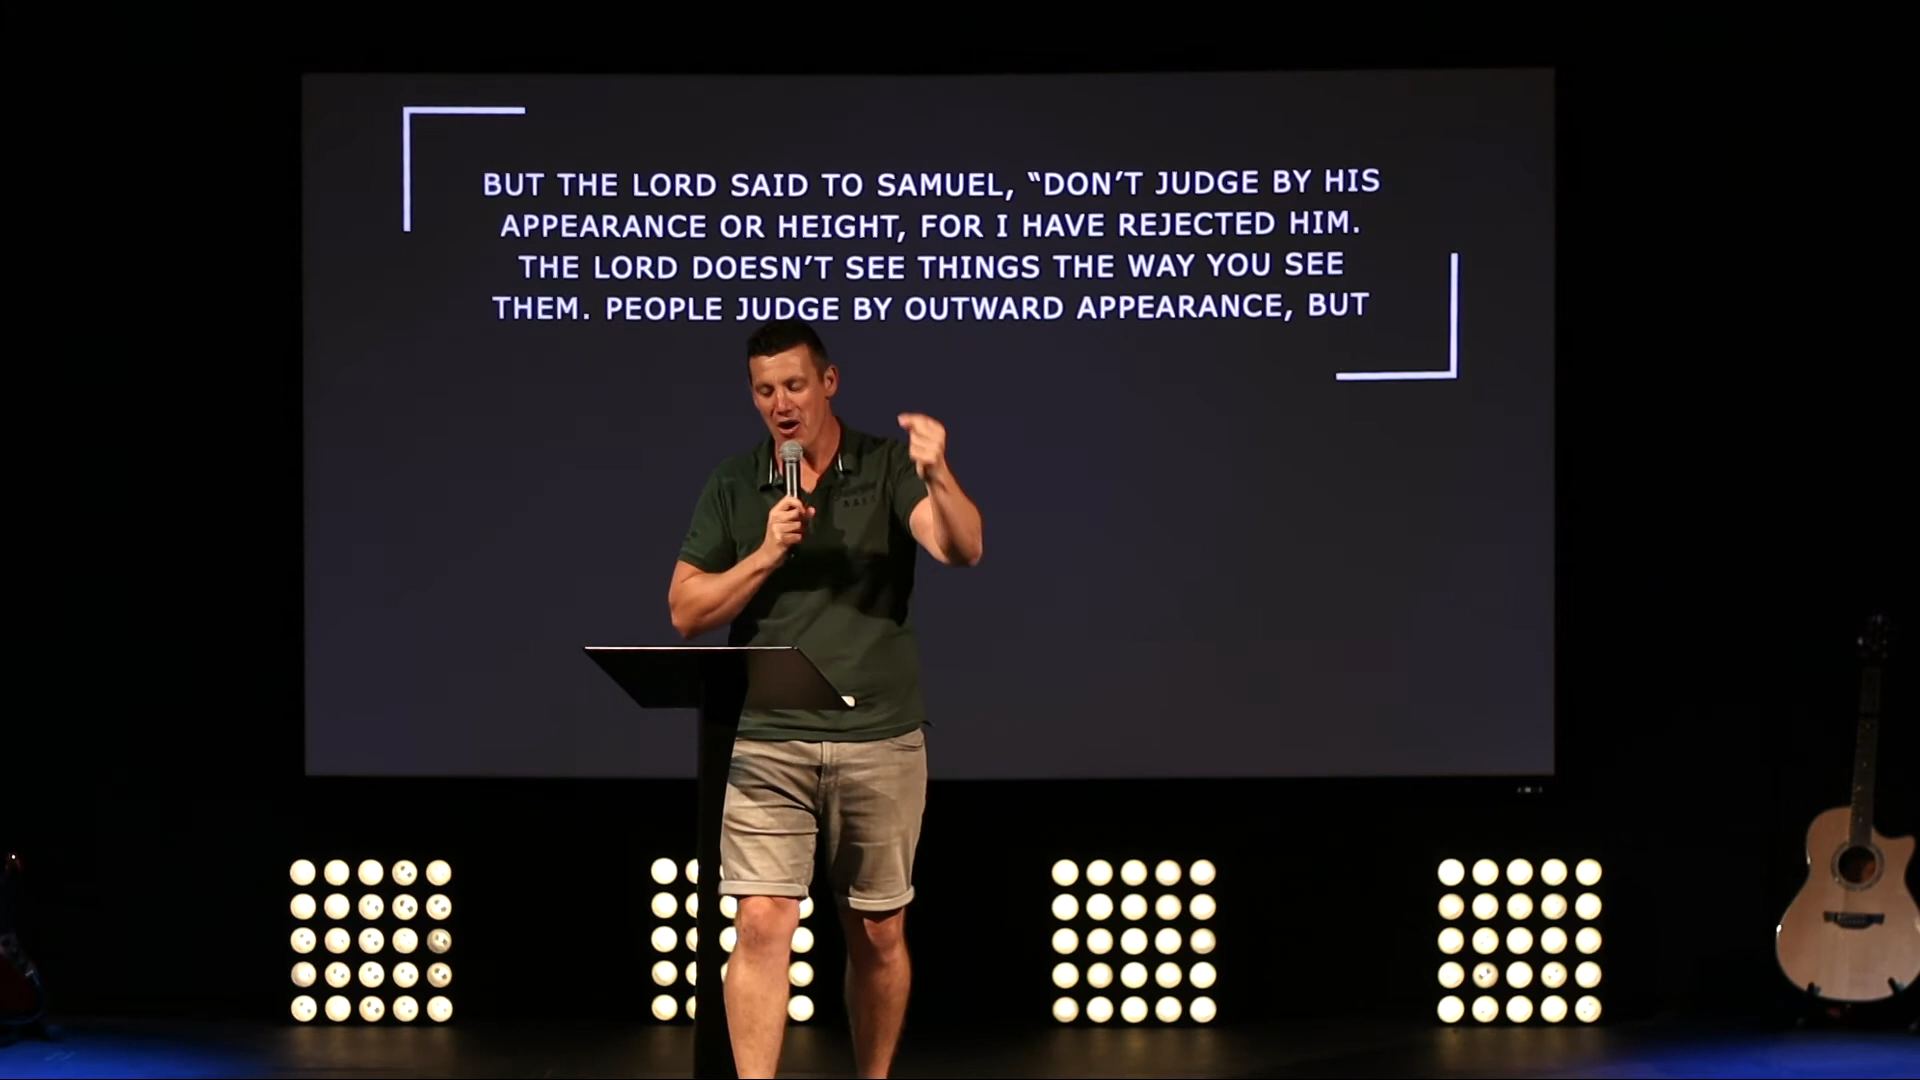 BUT THE LORD SAID TO SAMUEL, “DON’T JUDGE BY HIS
APPEARANCE OR HEIGHT, FOR I HAVE REJECTED HIM.
THE LORD DOESN’T SEE THINGS THE WAY YOU SEE
THEM. PEOPLE JUDGE BY OUTWARD APPEARANCE, BUT